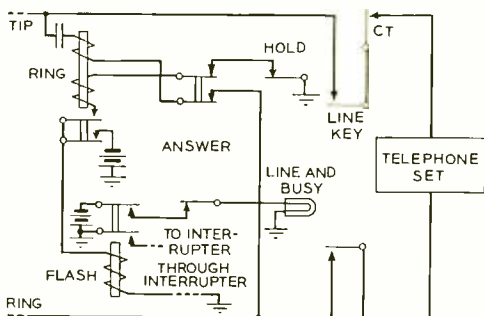 TIP
CT
HOLD
RING
LINE
KEY
ANSWER
TELEPHONE
SET
LINE AND
BUSY
TO INTER-
RUPTER
THROUGH
INTERRUPTER
FLASH
RING